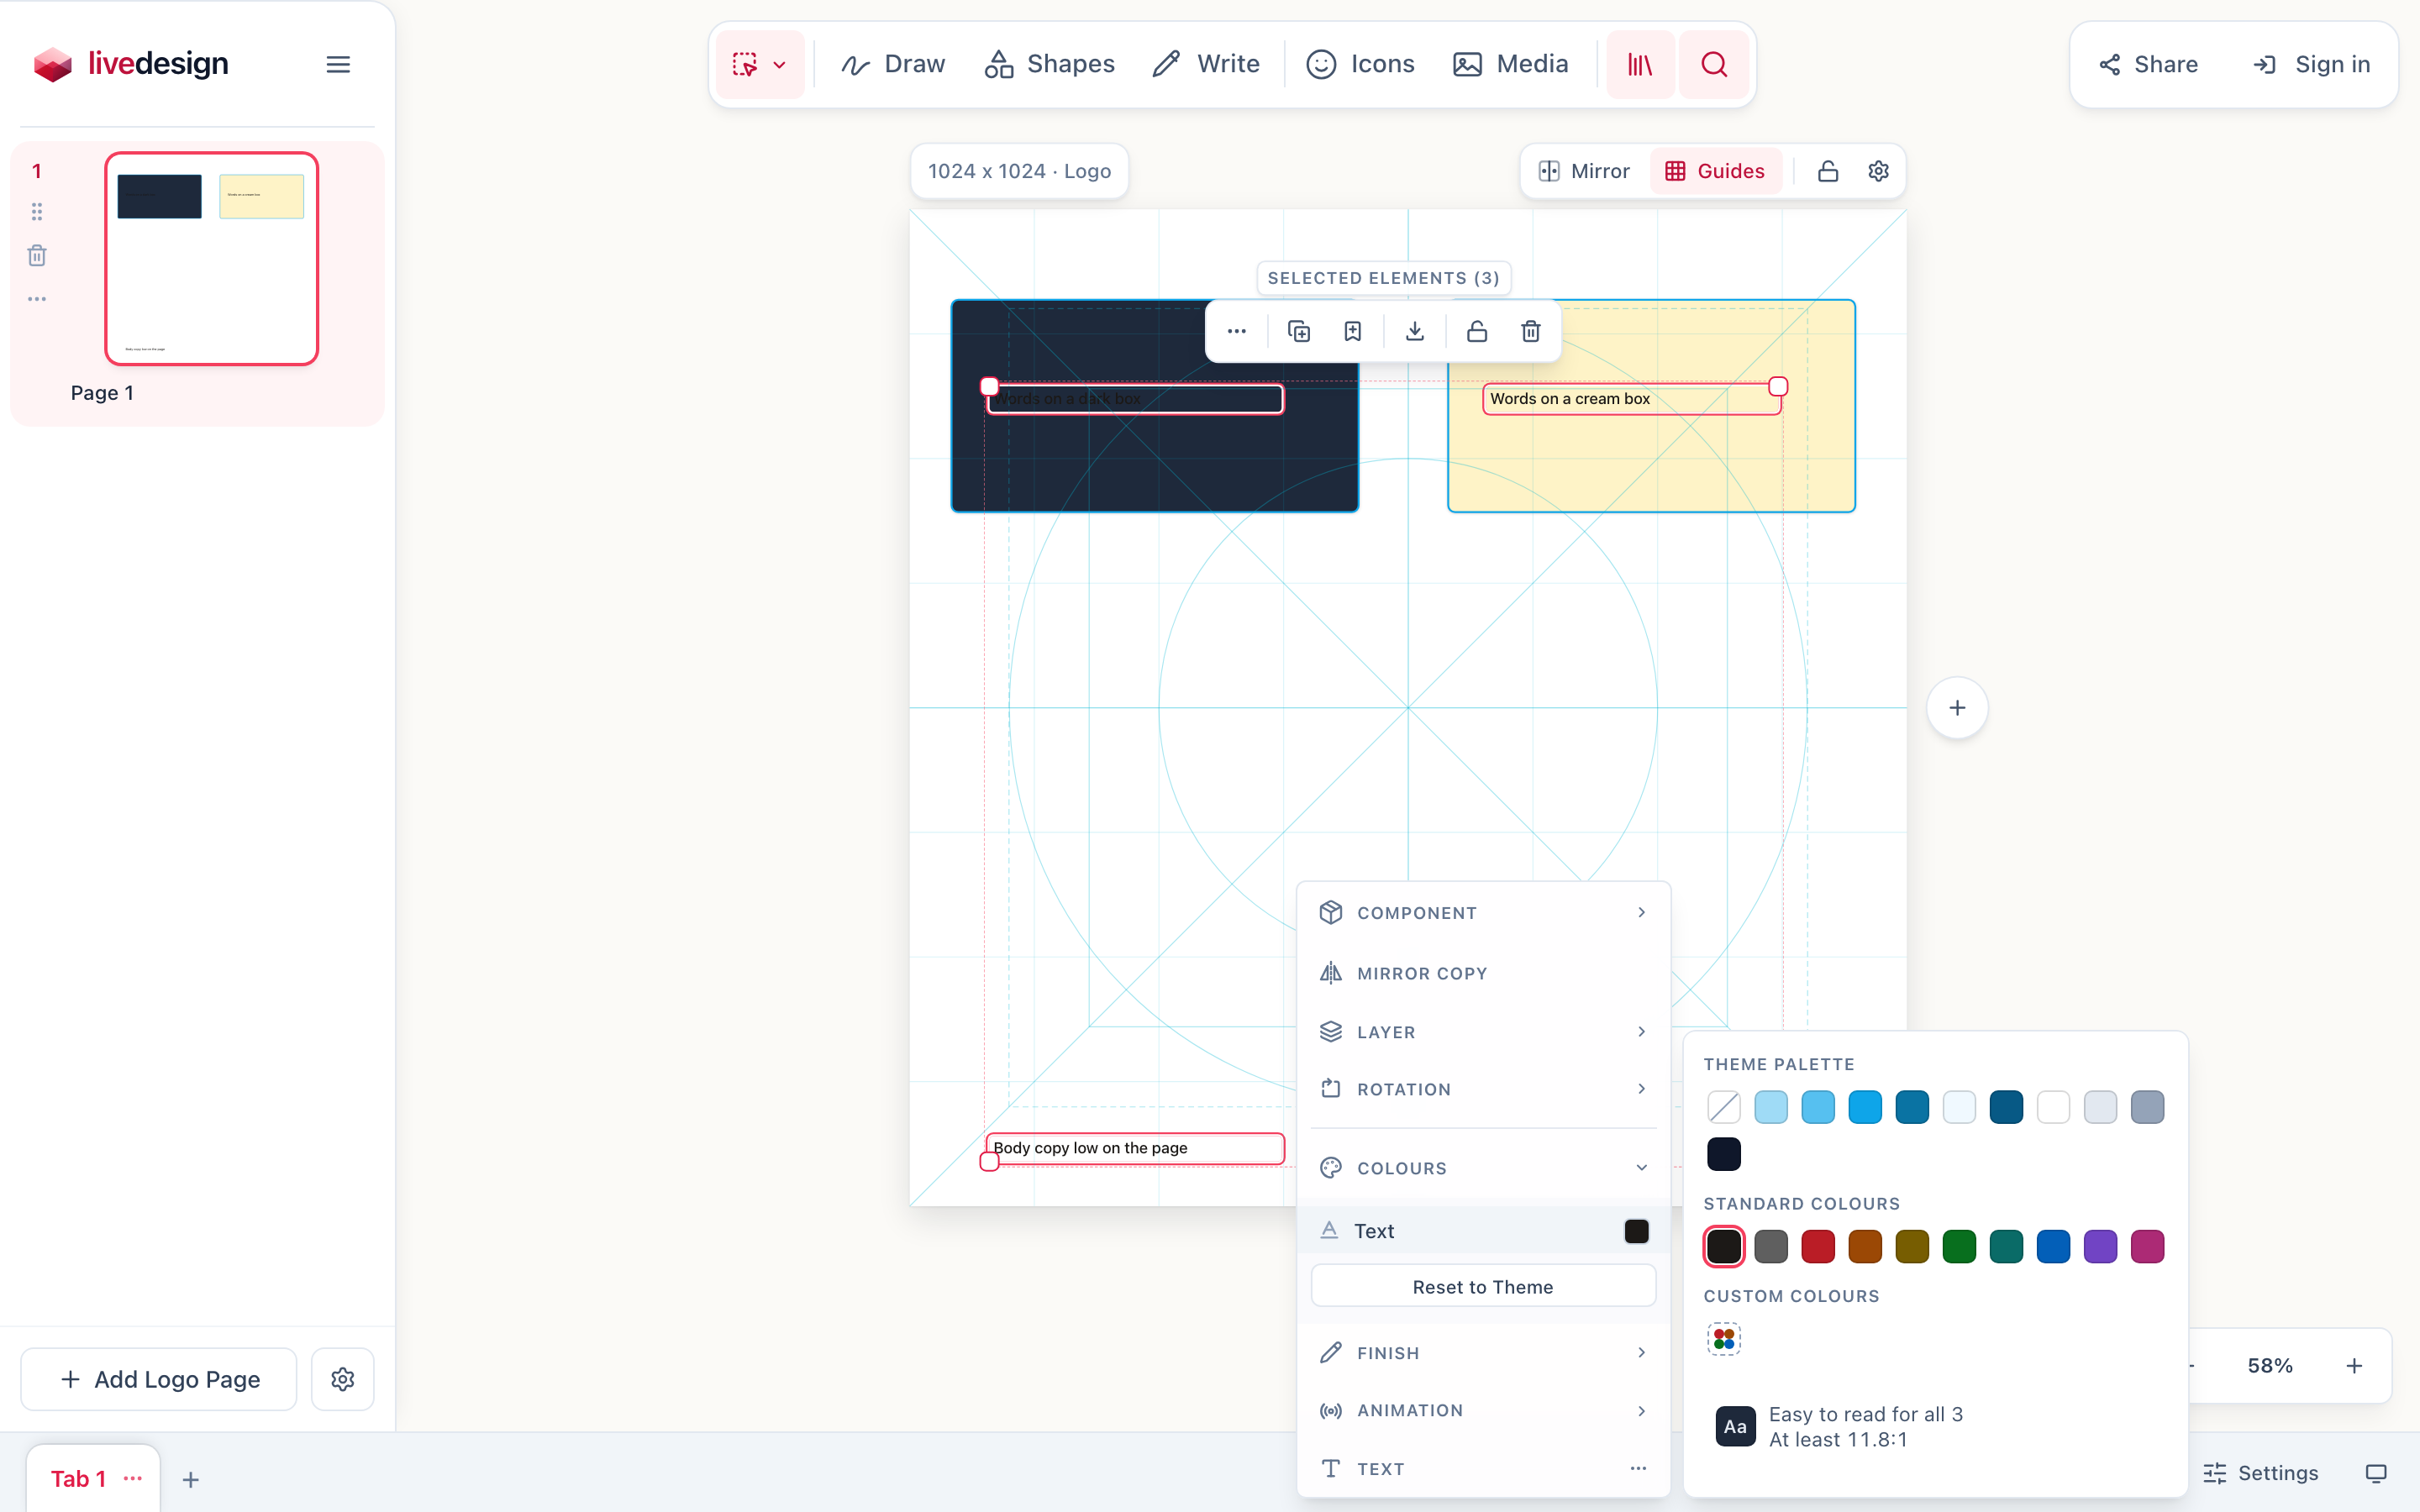 livedesign
Draw
Shapes
Write
Icons
Media
Share
Sign in
1
Page 1
1024 x 1024 · Logo
Mirror
Guides
SELECTED ELEMENTS (3)
Words on a dark box
Words on a cream box
Body copy low on the page
COMPONENT
MIRROR COPY
LAYER
ROTATION
COLOURS
Text
Reset to Theme
FINISH
ANIMATION
TEXT
THEME PALETTE
STANDARD COLOURS
CUSTOM COLOURS
Aa
Easy to read for all 3
At least 11.8:1
58%
Add Logo Page
Tab 1
Settings